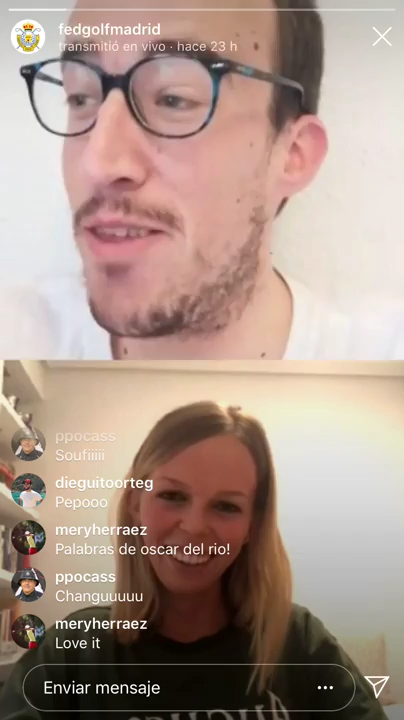 fedgolfmadrid
transmitió en vivo · hace 23 h
ppocass
Soufiiiii
dieguitoorteg
Pepooo
meryherraez
Palabras de oscar del rio!
ppocass
Changuuuuu
meryherraez
Love it
Enviar mensaje